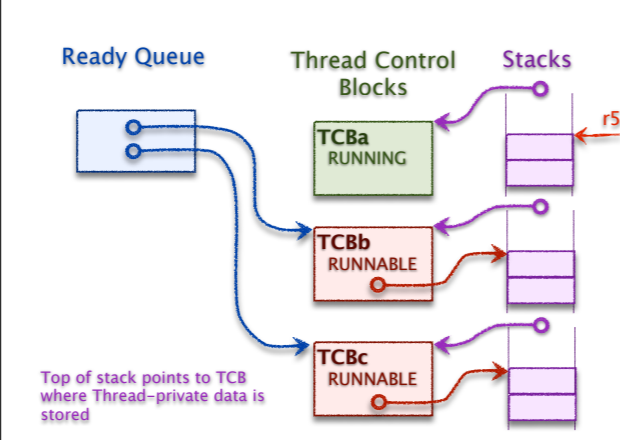 Ready Queue
Thread Control
Blocks
Stacks
TCBa
RUNNING
r5
TCBb
RUNNABLE
TCBc
RUNNABLE
Top of stack points to TCB
where Thread-private data is
stored